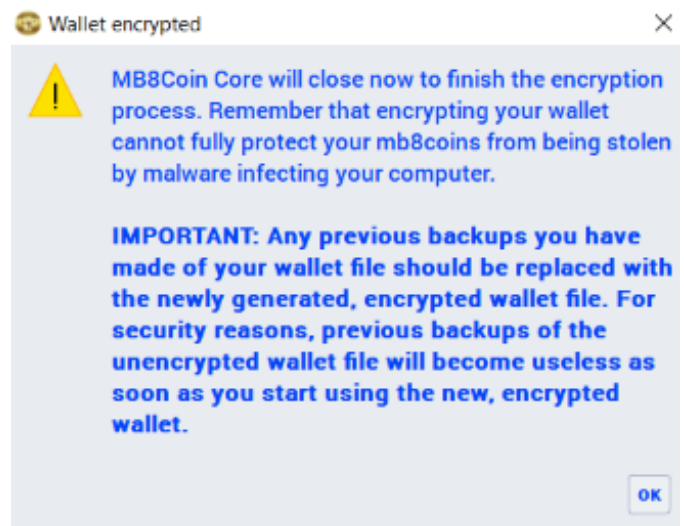 Wallet encrypted
MB8Coin Core will close now to finish the encryption
process. Remember that encrypting your wallet
cannot fully protect your mb8coins from being stolen
by malware infecting your computer.
IMPORTANT: Any previous backups you have
made of your wallet file should be replaced with
the newly generated, encrypted wallet file. For
security reasons, previous backups of the
unencrypted wallet file will become useless as
soon as you start using the new, encrypted
wallet.
OK